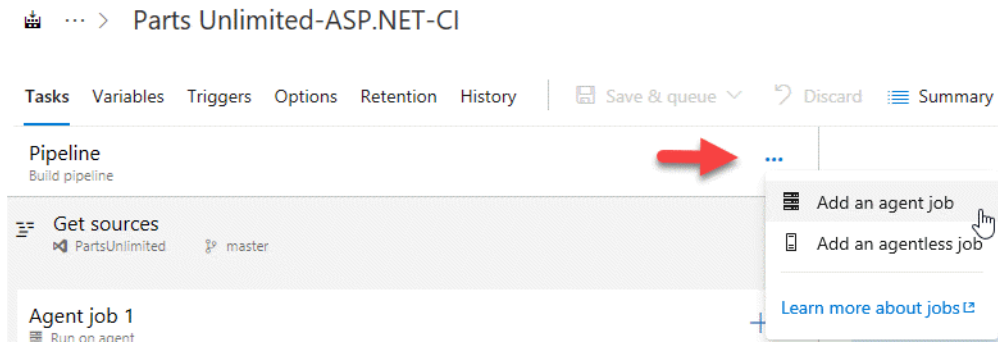 ··· > Parts Unlimited-ASP.NET-CI
Tasks Variables Triggers Options Retention History Save & queue Discard Summary
Pipeline
Build pipeline
···
Add an agent job
Get sources
PartsUnlimited master
Add an agentless job
Learn more about jobs
Agent job 1
Run on agent
+